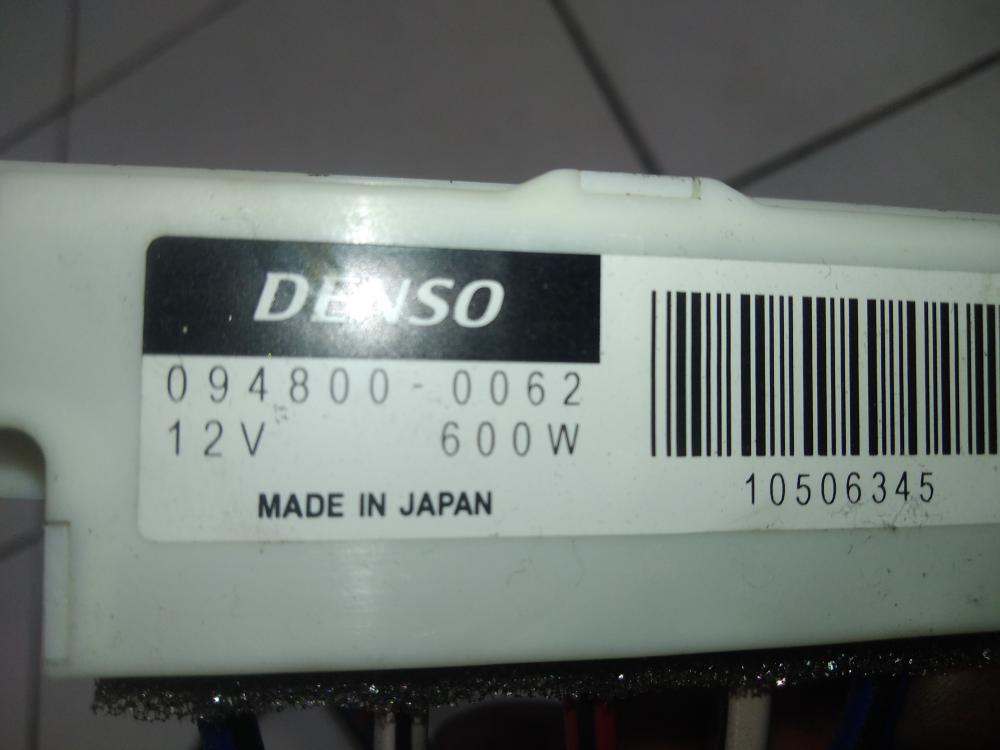 DENSO
094800-0062
12V 600W
MADE IN JAPAN
10506345